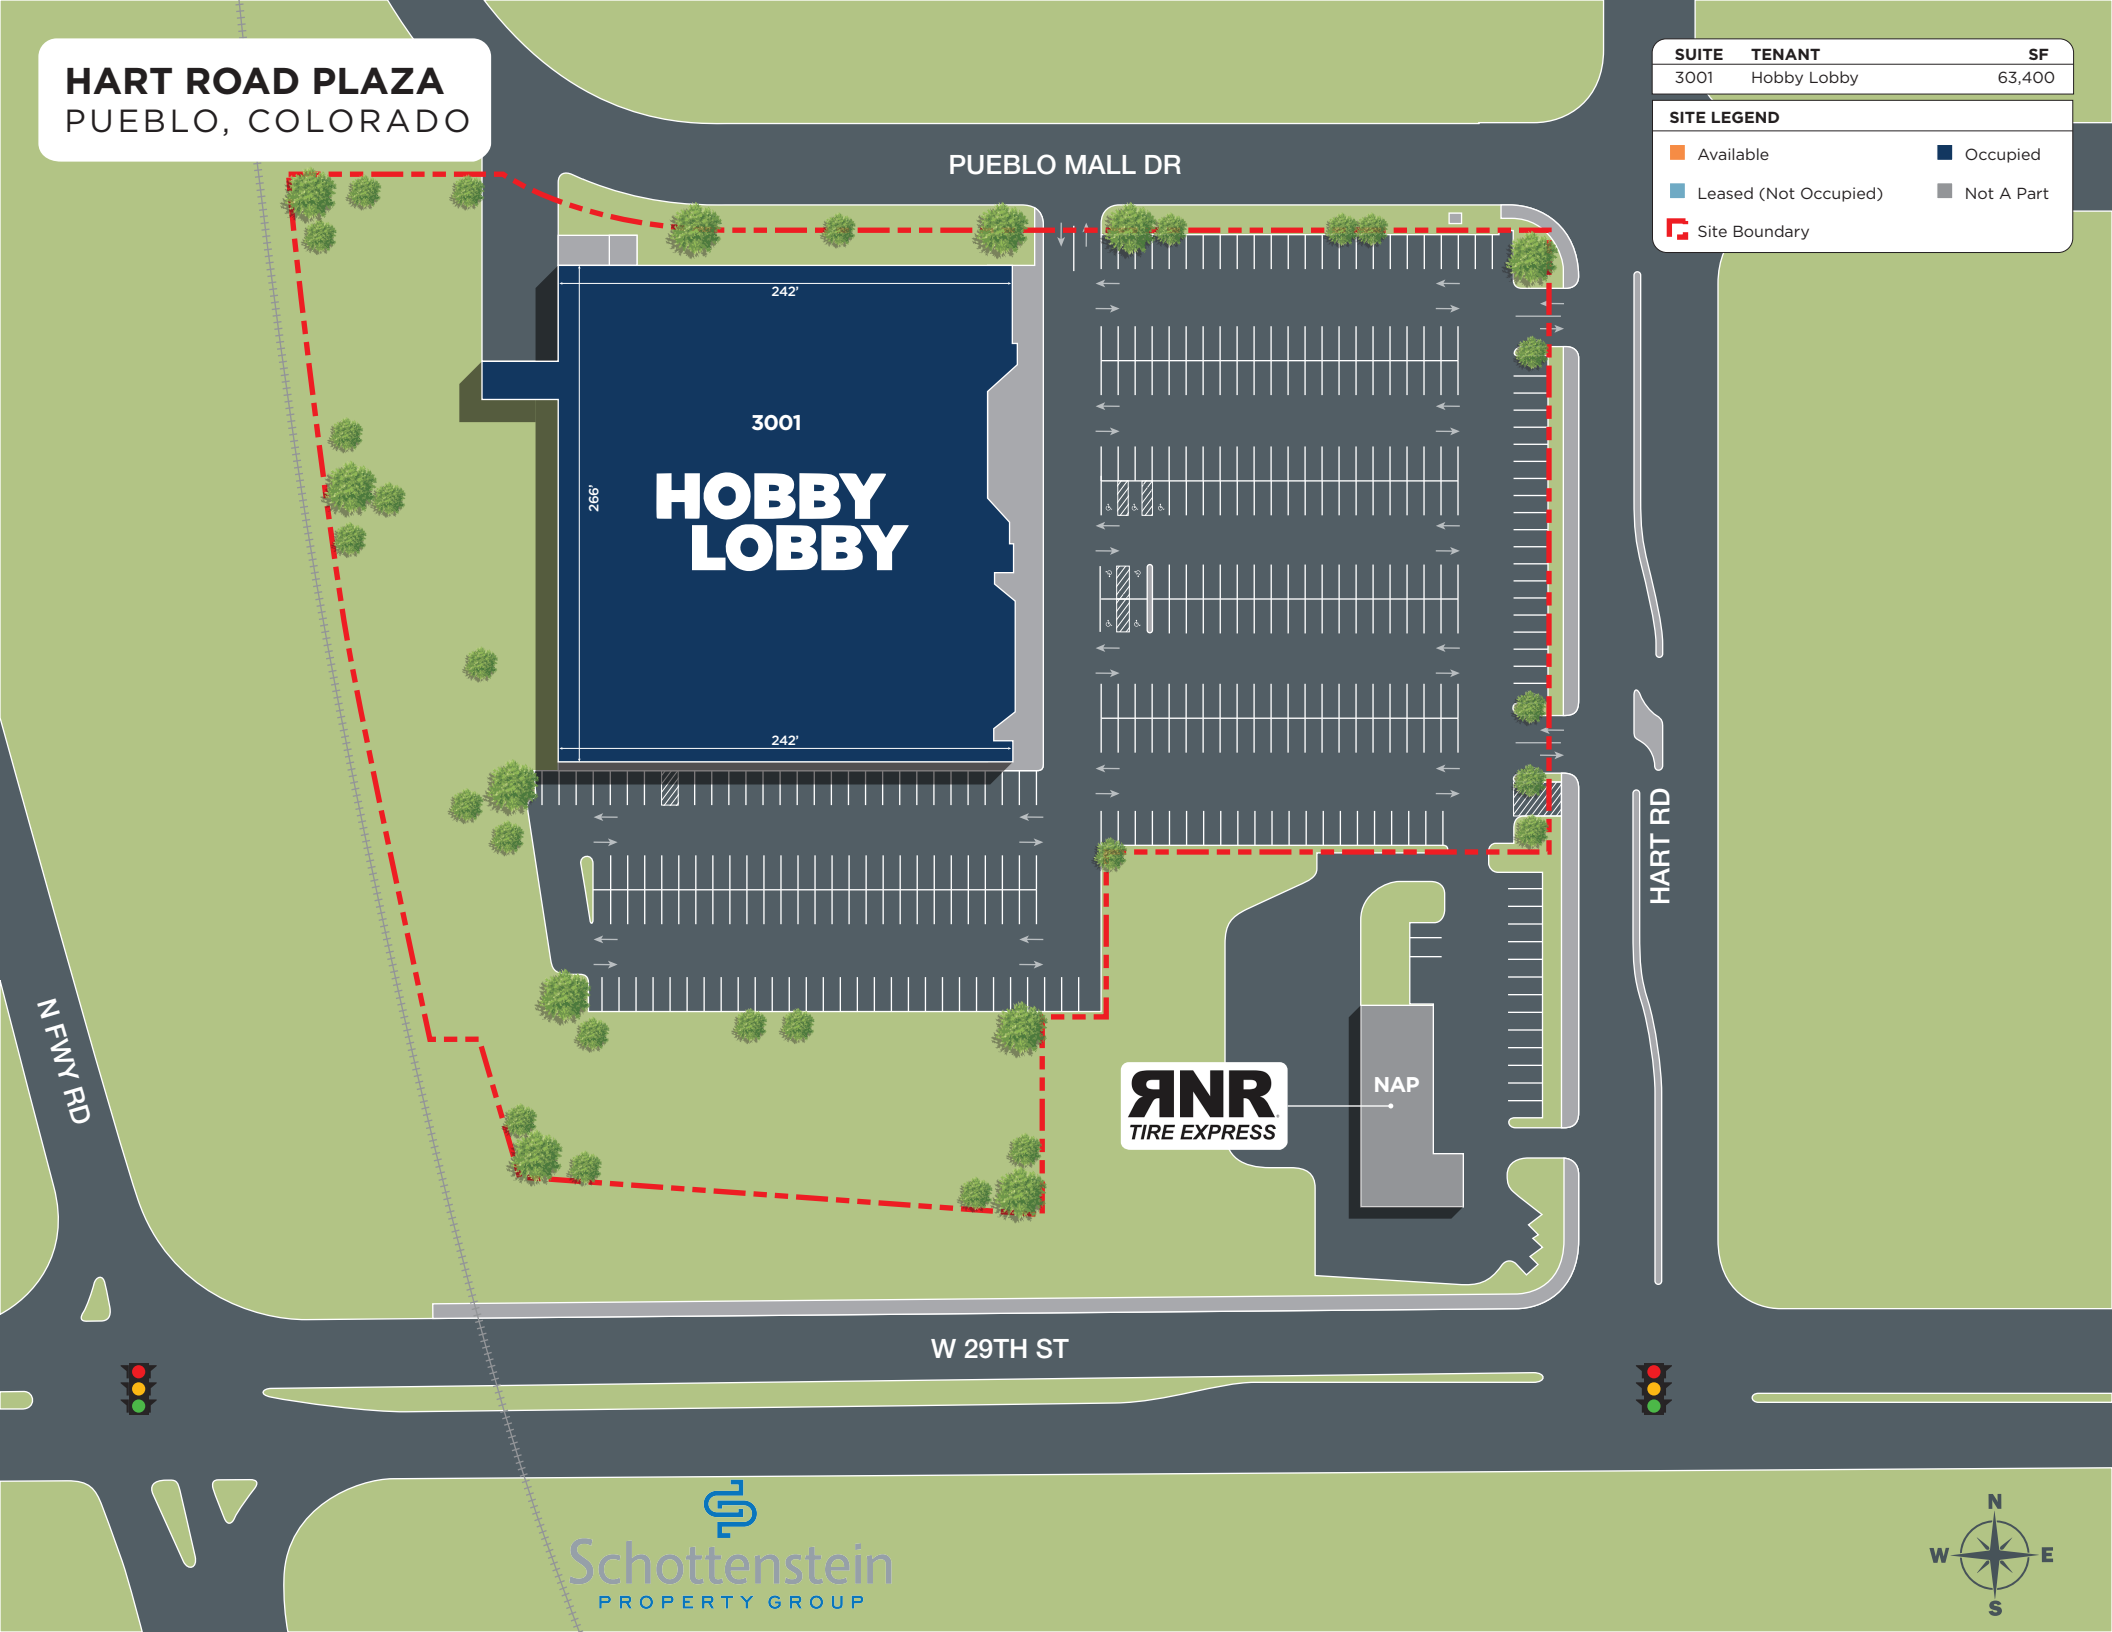 HART ROAD PLAZA
PUEBLO, COLORADO
SUITE TENANT SF
3001 Hobby Lobby 63,400
SITE LEGEND
Available
Occupied
Leased (Not Occupied)
Not A Part
Site Boundary
PUEBLO MALL DR
242'
3001
266'
HOBBY
LOBBY
242'
HART RD
N FWY RD
NAP
RNR
TIRE EXPRESS
W 29TH ST
Schottenstein
PROPERTY GROUP
N
W E
S